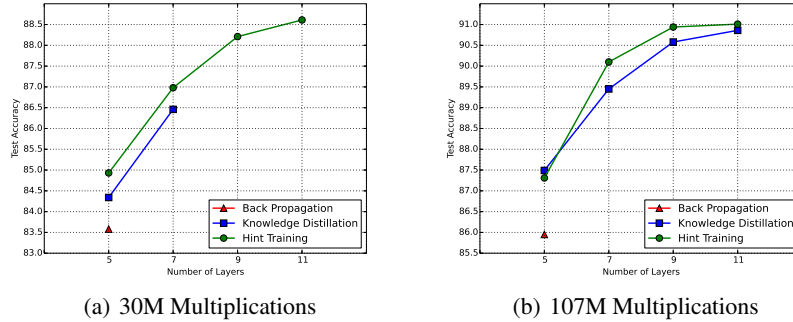 88.5
88.0
87.5
87.0
86.5
86.0
85.5
85.0
84.5
84.0
83.5
83.0
Test Accuracy
5 7 9 11
Number of Layers
Back Propagation
Knowledge Distillation
Hint Training
(a) 30M Multiplications
91.0
90.5
90.0
89.5
89.0
88.5
88.0
87.5
87.0
86.5
86.0
85.5
Test Accuracy
5 7 9 11
Number of Layers
Back Propagation
Knowledge Distillation
Hint Training
(b) 107M Multiplications